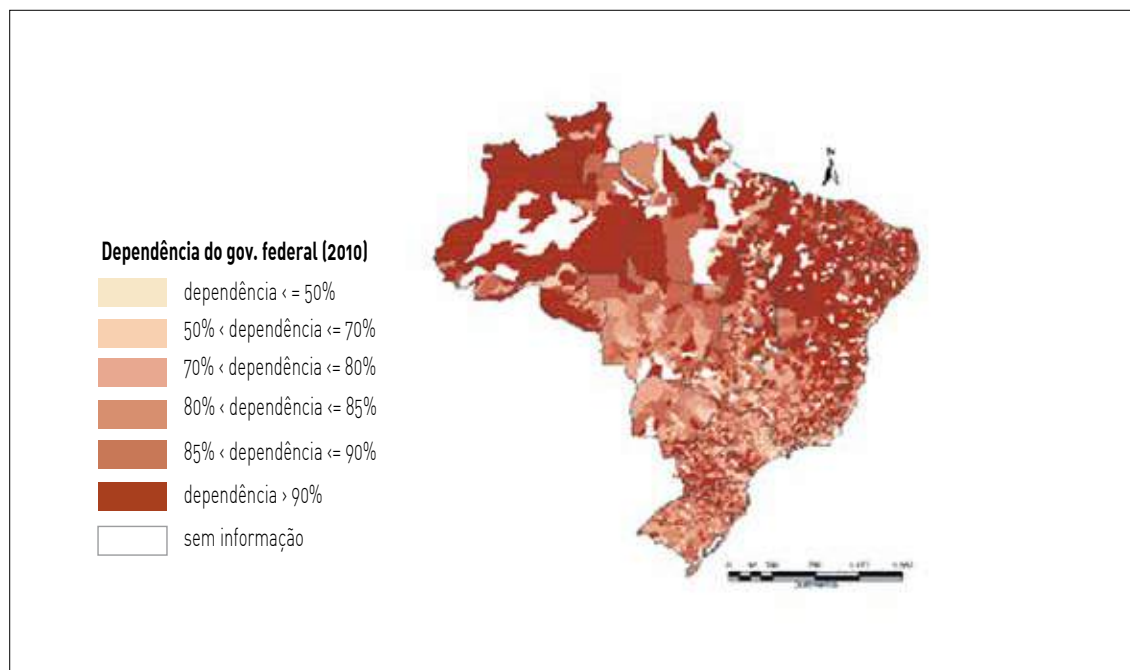 Dependência do gov. federal (2010)
dependência ‹ = 50%
50% ‹ dependência ‹= 70%
70% ‹ dependência ‹= 80%
80% ‹ dependência ‹= 85%
85% ‹ dependência ‹= 90%
dependência › 90%
sem informação
N